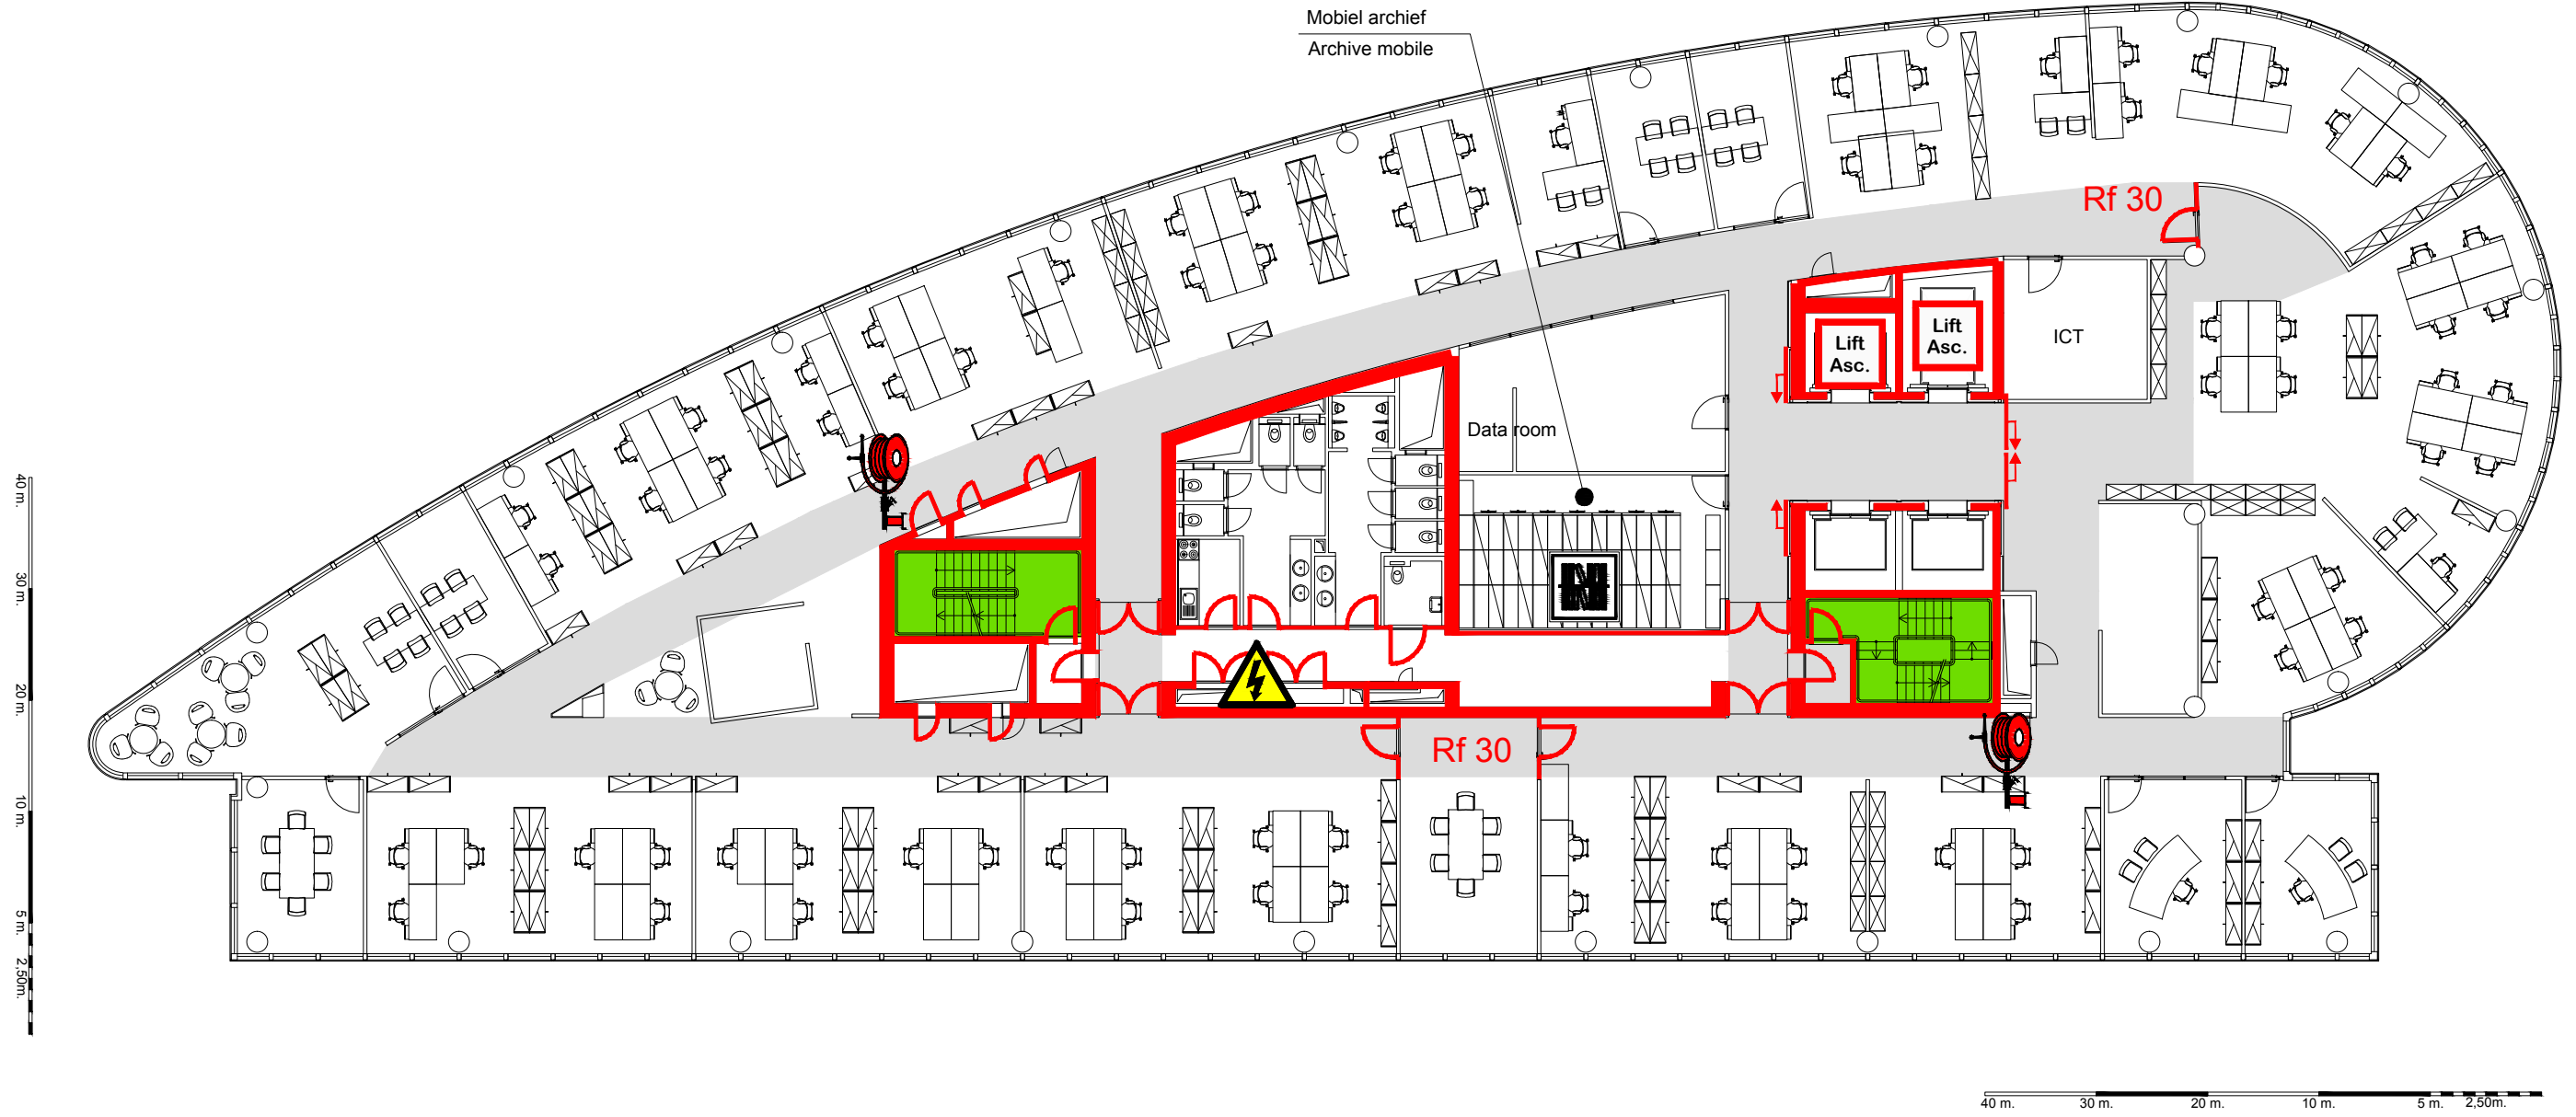 Mobiel archief
Archive mobile
Rf 30
Lift
Asc.
Lift
Asc.
ICT
Data room
Rf 30
40 m.
30 m.
20 m.
10 m.
5 m.
2,50m.
40 m.
30 m.
20 m.
10 m.
5 m.
2,50m.